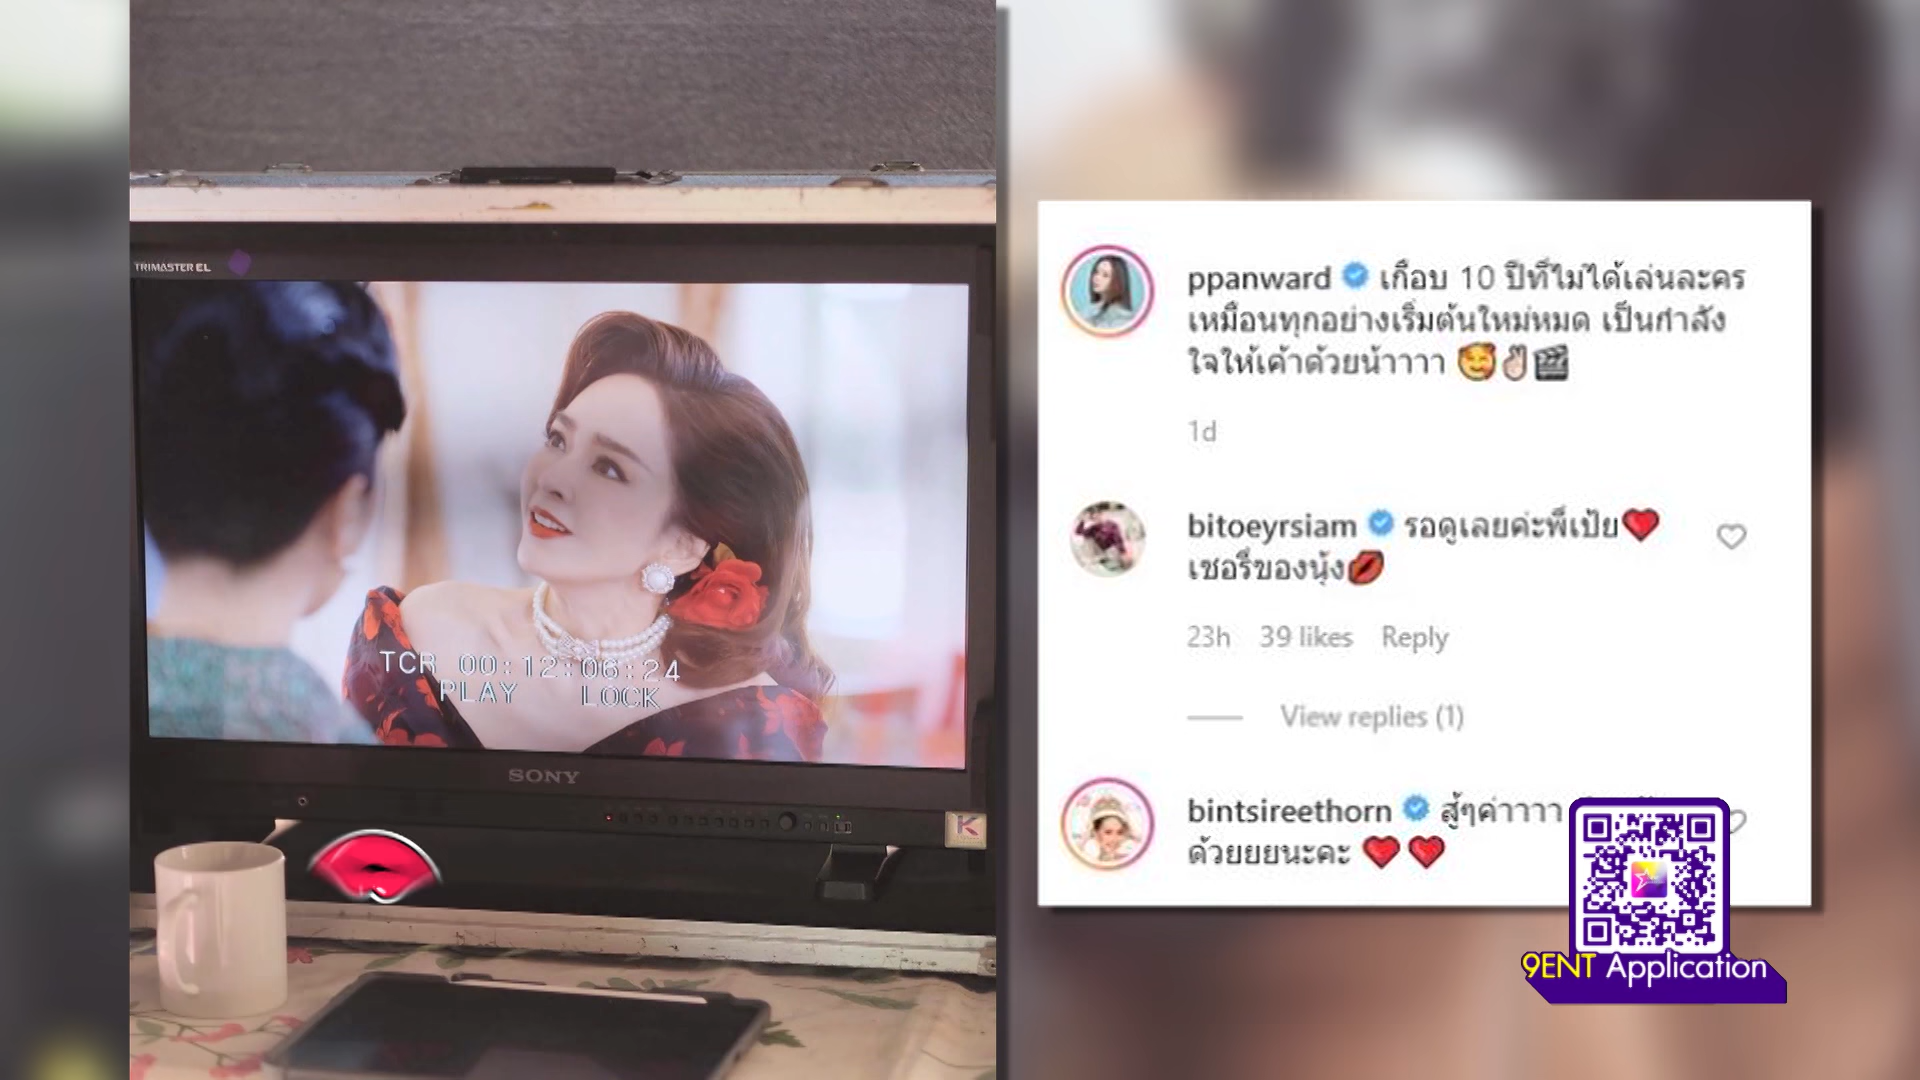 TRIMASTER EL
TCR 00:12:06:24
PLAY LOCK
SONY
K
ppanward เกือบ 10 ปีที่ไม่ได้เล่นละคร
เหมือนทุกอย่างเริ่มต้นใหม่หมด เป็นกำลัง
ใจให้เค้าด้วยน้าาาา 🥰✌🏻🎬
1d
bitoeyrsiam รอดูเลยค่ะพี่เป้ย❤️
เชอรี่ของนุ้ง💋
23h 39 likes Reply
View replies (1)
bintsireethorn สู้ๆค่าาาา
ด้วยยยนะคะ ❤️ ❤️
9ENT Application